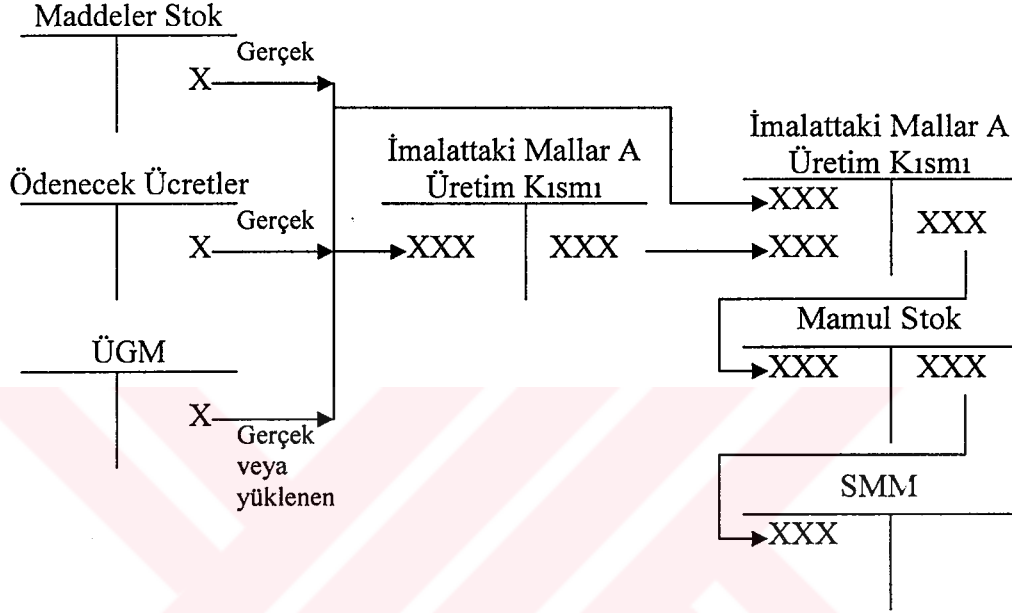 Maddeler Stok
Gerçek
X
Ödenecek Ücretler
Gerçek
X
ÜGM
X
Gerçek
veya
yüklenen
İmalattaki Mallar A
Üretim Kısmı
XXX XXX
İmalattaki Mallar A
Üretim Kısmı
XXX
XXX
XXX
Mamul Stok
XXX XXX
SMM
XXX